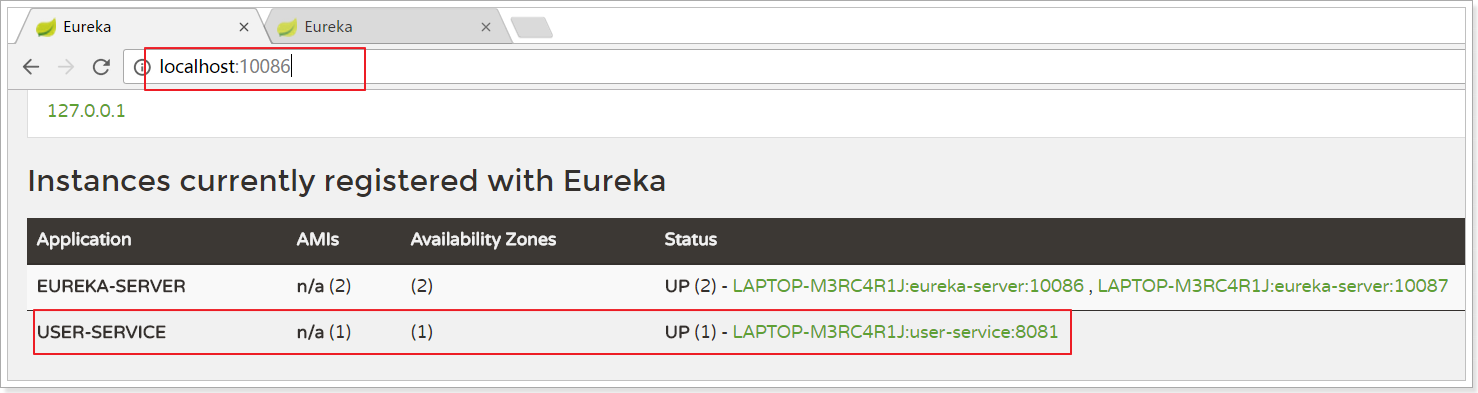 Eureka × Eureka ×
localhost:10086
127.0.0.1
Instances currently registered with Eureka
Application AMIs Availability Zones Status
EUREKA-SERVER n/a (2) (2) UP (2) - LAPTOP-M3RC4R1J:eureka-server:10086 , LAPTOP-M3RC4R1J:eureka-server:10087
USER-SERVICE n/a (1) (1) UP (1) - LAPTOP-M3RC4R1J:user-service:8081